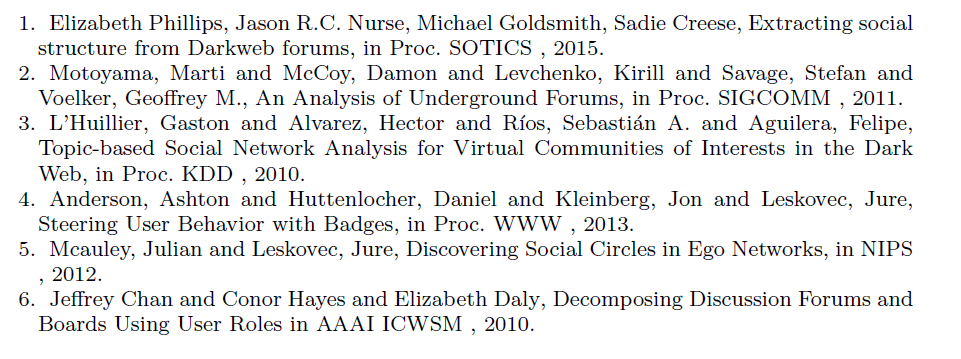 1. Elizabeth Phillips, Jason R.C. Nurse, Michael Goldsmith, Sadie Creese, Extracting social
structure from Darkweb forums, in Proc. SOTICS , 2015.
2. Motoyama, Marti and McCoy, Damon and Levchenko, Kirill and Savage, Stefan and
Voelker, Geoffrey M., An Analysis of Underground Forums, in Proc. SIGCOMM , 2011.
3. L'Huillier, Gaston and Alvarez, Hector and Ríos, Sebastián A. and Aguilera, Felipe,
Topic-based Social Network Analysis for Virtual Communities of Interests in the Dark
Web, in Proc. KDD , 2010.
4. Anderson, Ashton and Huttenlocher, Daniel and Kleinberg, Jon and Leskovec, Jure,
Steering User Behavior with Badges, in Proc. WWW , 2013.
5. Mcauley, Julian and Leskovec, Jure, Discovering Social Circles in Ego Networks, in NIPS
, 2012.
6. Jeffrey Chan and Conor Hayes and Elizabeth Daly, Decomposing Discussion Forums and
Boards Using User Roles in AAAI ICWSM , 2010.